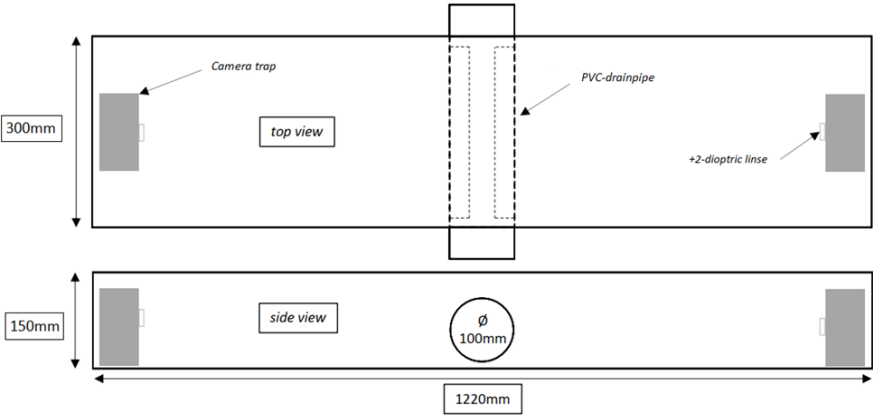 Camera trap
PVC-drainpipe
300mm
top view
+2-dioptric linse
150mm
side view
Ø
100mm
1220mm